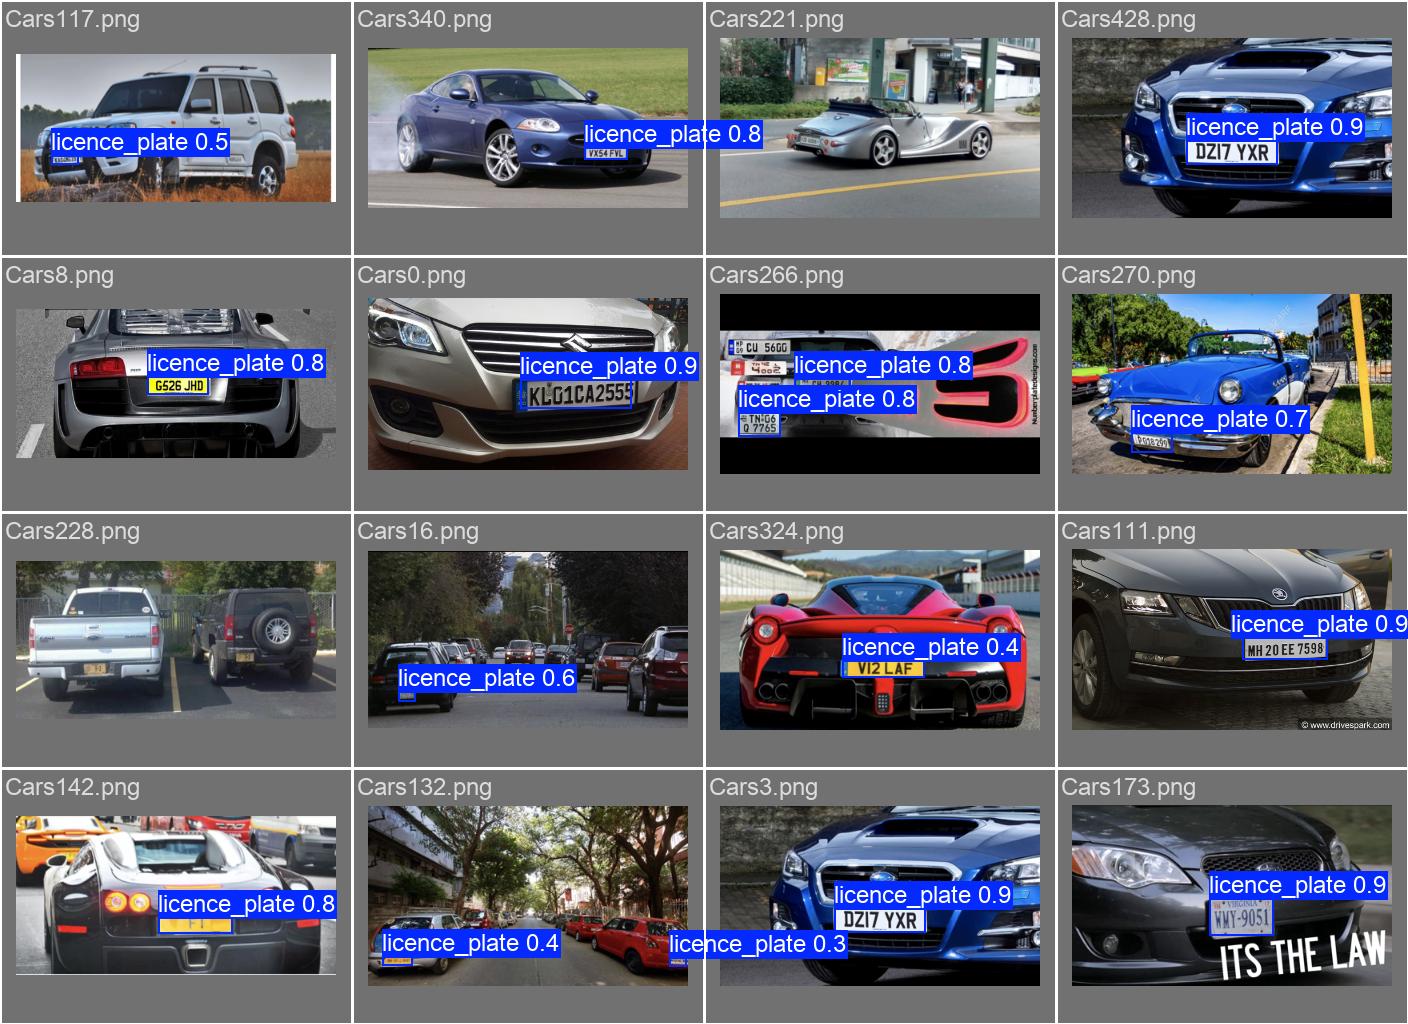 Cars117.png
Cars340.png
Cars221.png
Cars428.png
licence_plate 0.5
licence_plate 0.8
VX54 FVL
licence_plate 0.9
DZ17 YXR
Cars8.png
Cars0.png
Cars266.png
Cars270.png
licence_plate 0.8
G526 JHD
licence_plate 0.9
KLG1CA2555
CU 5600
licence_plate 0.8
licence_plate 0.8
TN-06
Q 7765
Numberplatedesigns.com
licence_plate 0.7
Cars228.png
Cars16.png
Cars324.png
Cars111.png
licence_plate 0.6
licence_plate 0.4
V12 LAF
licence_plate 0.9
MH 20 EE 7598
© www.drivespark.com
Cars142.png
Cars132.png
Cars3.png
Cars173.png
licence_plate 0.8
licence_plate 0.4
licence_plate 0.3
licence_plate 0.9
DZ17 YXR
licence_plate 0.9
VIRGINIA
WMY-9051
ITS THE LAW